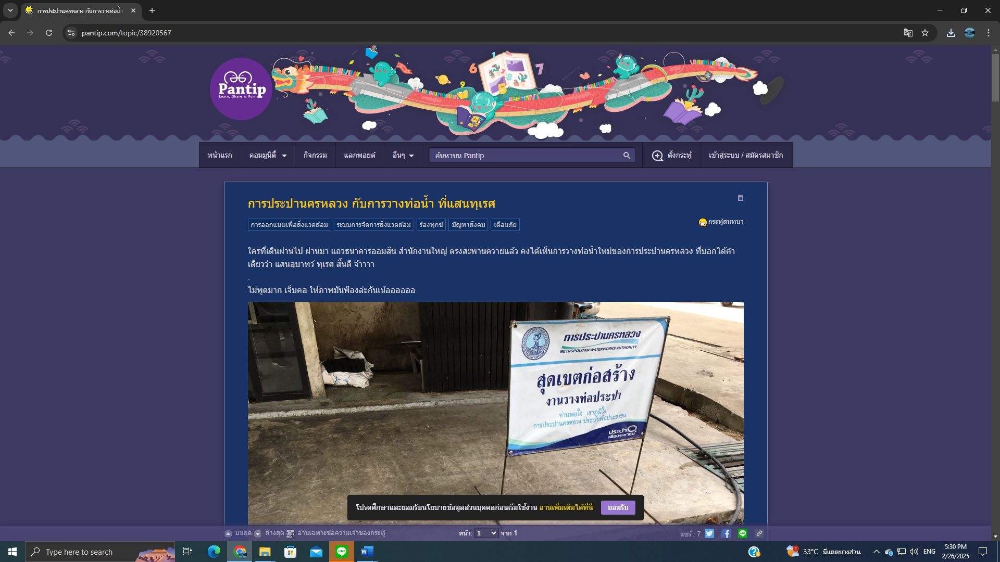 การประปานครหลวง กับการวางท่อน้ำ
pantip.com/topic/38920567
Pantip
Learn, Share & Fun
หน้าแรก คอมมูนิตี้ กิจกรรม แลกพอยต์ อื่นๆ ค้นหาบน Pantip ตั้งกระทู้ เข้าสู่ระบบ / สมัครสมาชิก
การประปานครหลวง กับการวางท่อน้ำ ที่แสนทุเรศ
การออกแบบเพื่อสิ่งแวดล้อม ระบบการจัดการสิ่งแวดล้อม ร้องทุกข์ ปัญหาสังคม เตือนภัย กระทู้สนทนา
ใครที่เดินผ่านไป ผ่านมา แถวธนาคารออมสิน สำนักงานใหญ่ ตรงสะพานควายแล้ว คงได้เห็นการวางท่อน้ำใหม่ของการประปานครหลวง ที่บอกได้คำ
เดียวว่า แสนอุบาทว์ ทุเรศ สิ้นดี จ้าาาา
.
ไม่พูดมาก เจ็บคอ ให้ภาพมันฟ้องล่ะกันเน้ออออออ
การประปานครหลวง
METROPOLITAN WATERWORKS AUTHORITY
สุดเขตก่อสร้าง
งานวางท่อประปา
ท่านพอใจ เราภูมิใจ
การประปานครหลวง ประปาเพื่อประชาชน
ประปา
เพื่อประชาชน
โปรดศึกษาและยอมรับนโยบายข้อมูลส่วนบุคคลก่อนเริ่มใช้งาน อ่านเพิ่มเติมได้ที่นี่ ยอมรับ
บนสุด ล่างสุด อ่านเฉพาะข้อความเจ้าของกระทู้ หน้า: 1 จาก 1 แชร์ : 7
Type here to search
33°C มีแดดบางส่วน
ENG
5:30 PM
2/26/2025